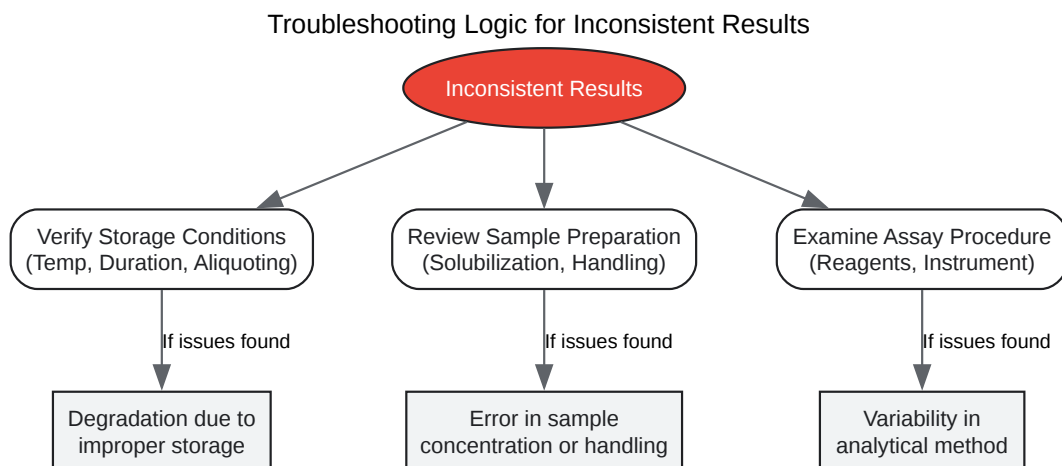 Troubleshooting Logic for Inconsistent Results
Inconsistent Results
Verify Storage Conditions
(Temp, Duration, Aliquoting)
Review Sample Preparation
(Solubilization, Handling)
Examine Assay Procedure
(Reagents, Instrument)
If issues found
If issues found
If issues found
Degradation due to
improper storage
Error in sample
concentration or handling
Variability in
analytical method